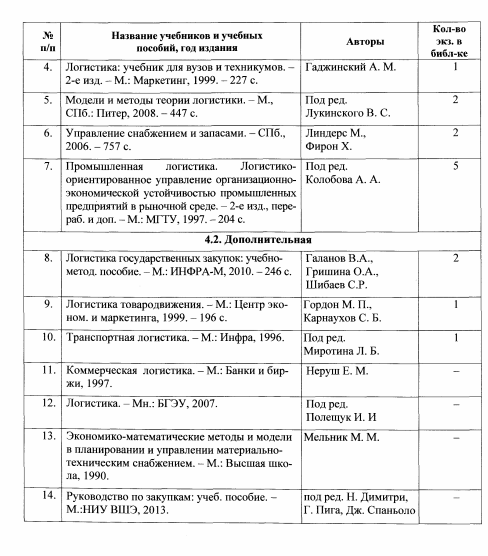 № п/п Название учебников и учебных пособий, год издания Авторы Кол-во экз. в библ-ке
4. Логистика: учебник для вузов и техникумов. – Гаджинский А. М. 1
2-е изд. – М.: Маркетинг, 1999. – 227 с.
5. Модели и методы теории логистики. – М., Под ред. 2
СПб.: Питер, 2008. – 447 с. Лукинского В. С.
6. Управление снабжением и запасами. – СПб., Линдерс М., 2
2006. – 757 с. Фирон Х.
7. Промышленная логистика. Логистико- Под ред. 5
ориентированное управление организационно- Колобова А. А.
экономической устойчивостью промышленных
предприятий в рыночной среде. – 2-е изд., пере-
раб. и доп. – М.: МГТУ, 1997. – 204 с.
4.2. Дополнительная
8. Логистика государственных закупок: учебно- Галанов В.А., 2
метод. пособие. – М.: ИНФРА-М, 2010. – 246 с. Гришина О.А.,
Шибаев С.Р.
9. Логистика товародвижения. – М.: Центр эко- Гордон М. П., 1
ном. и маркетинга, 1999. – 196 с. Карнаухов С. Б.
10. Транспортная логистика. – М.: Инфра, 1996. Под ред. 1
Миротина Л. Б.
11. Коммерческая логистика. – М.: Банки и бир- Неруш Е. М. –
жи, 1997.
12. Логистика. – Мн.: БГЭУ, 2007. Под ред. –
Полещук И. И
13. Экономико-математические методы и модели Мельник М. М. –
в планировании и управлении материально-
техническим снабжением. – М.: Высшая шко-
ла, 1990.
14. Руководство по закупкам: учеб. пособие. – под ред. Н. Димитри, –
М.:НИУ ВШЭ, 2013. Г. Пига, Дж. Спаньоло